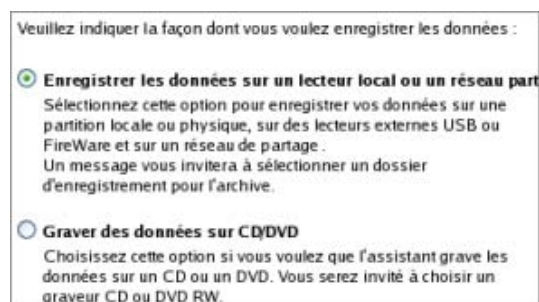 Veuillez indiquer la façon dont vous voulez enregistrer les données :
Enregistrer les données sur un lecteur local ou un réseau part
Sélectionnez cette option pour enregistrer vos données sur une
partition locale ou physique, sur des lecteurs externes USB ou
FireWare et sur un réseau de partage .
Un message vous invitera à sélectionner un dossier
d'enregistrement pour l'archive.
Graver des données sur CD/DVD
Choisissez cette option si vous voulez que l'assistant grave les
données sur un CD ou un DVD. Vous serez invité à choisir un
graveur CD ou DVD RW.